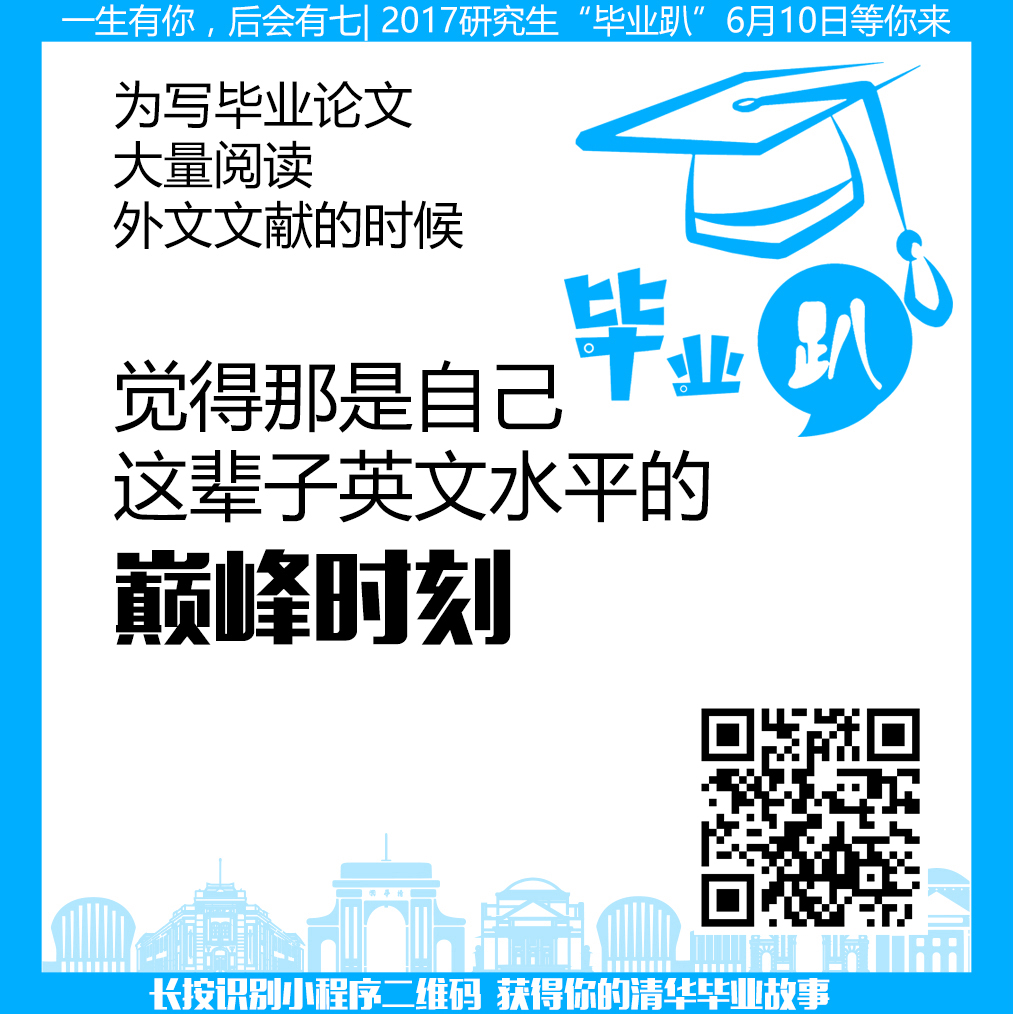 一生有你，后会有七| 2017研究生“毕业趴”6月10日等你来
为写毕业论文
大量阅读
外文文献的时候
毕业趴
觉得那是自己
这辈子英文水平的
巅峰时刻
长按识别小程序二维码 获得你的清华毕业故事